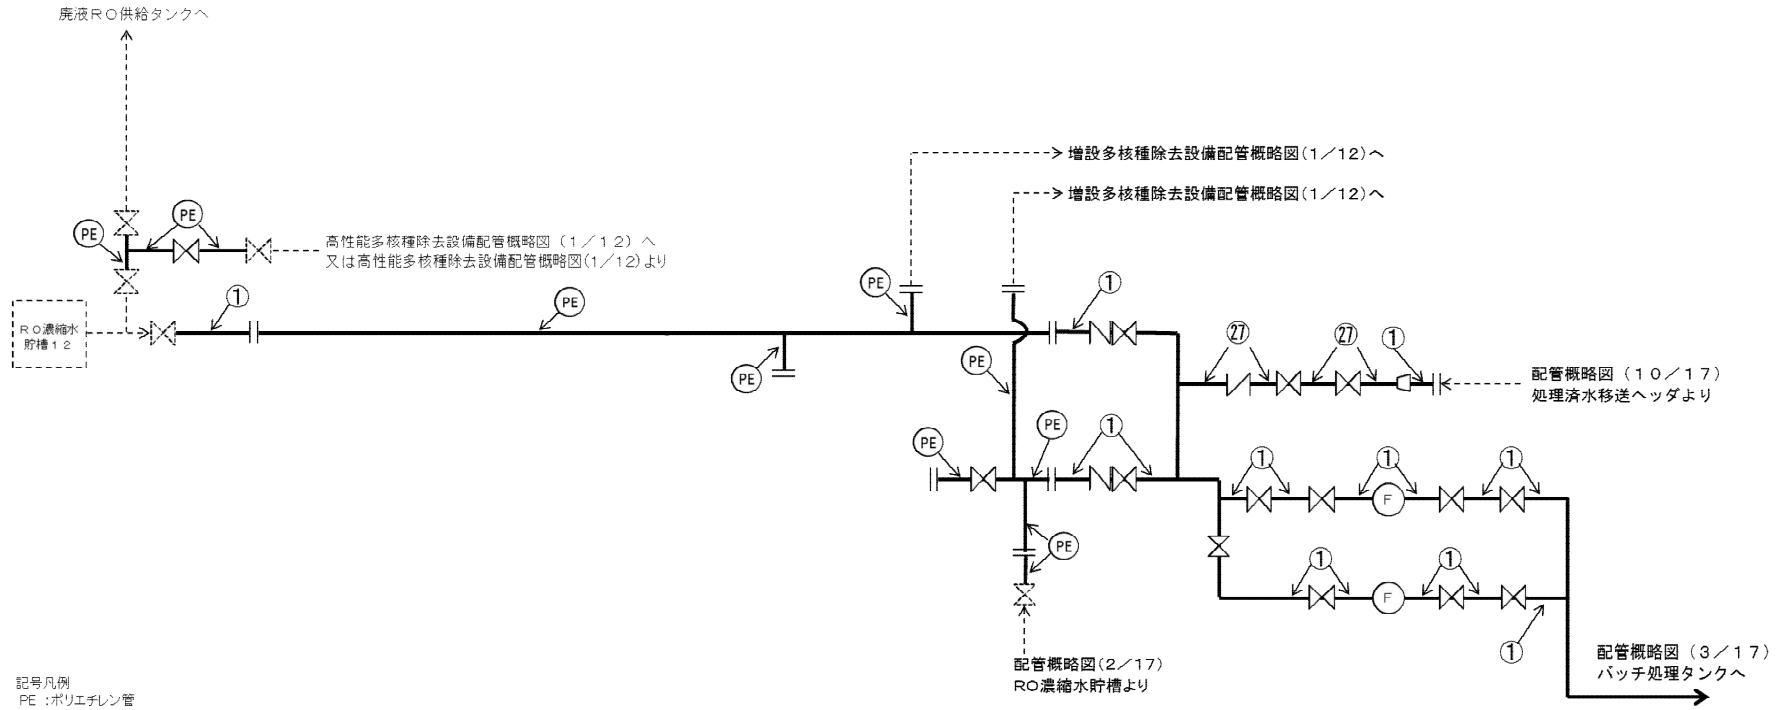 廃液RO供給タンクへ
増設多核種除去設備配管概略図(1/12)へ
増設多核種除去設備配管概略図(1/12)へ
PE
PE
高性能多核種除去設備配管概略図(1/12)へ
又は高性能多核種除去設備配管概略図(1/12)より
RO濃縮水
貯槽12
①
PE
PE
PE
①
PE
㉗
㉗
①
配管概略図(10/17)
処理済水移送ヘッダより
PE
PE
①
①
①
①
F
PE
①
①
F
①
配管概略図(2/17)
RO濃縮水貯槽より
配管概略図(3/17)
バッチ処理タンクへ
記号凡例
PE:ポリエチレン管